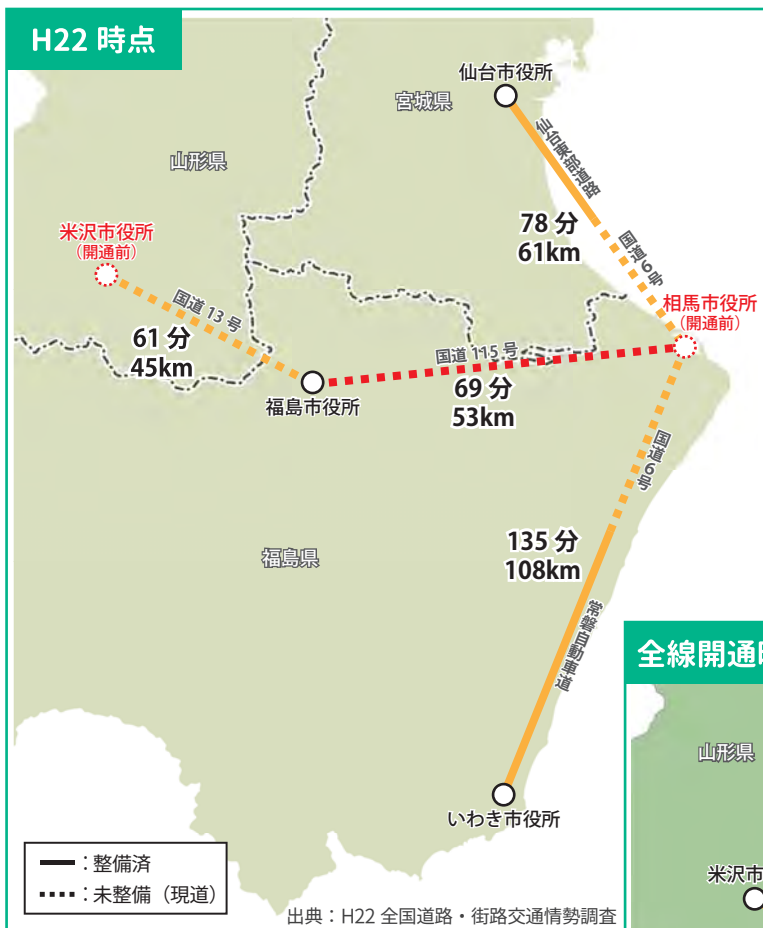 H22 時点
仙台市役所
宮城県
仙台東部道路
山形県
78 分
61km
国道6号
米沢市役所
(開通前)
相馬市役所
(開通前)
国道 13 号
61 分
45km
国道 115 号
69 分
53km
福島市役所
国道6号
135 分
108km
福島県
常磐自動車道
いわき市役所
全線開通
山形県
米沢市
━━:整備済
▪▪▪▪:未整備(現道)
出典:H22 全国道路・街路交通情勢調査